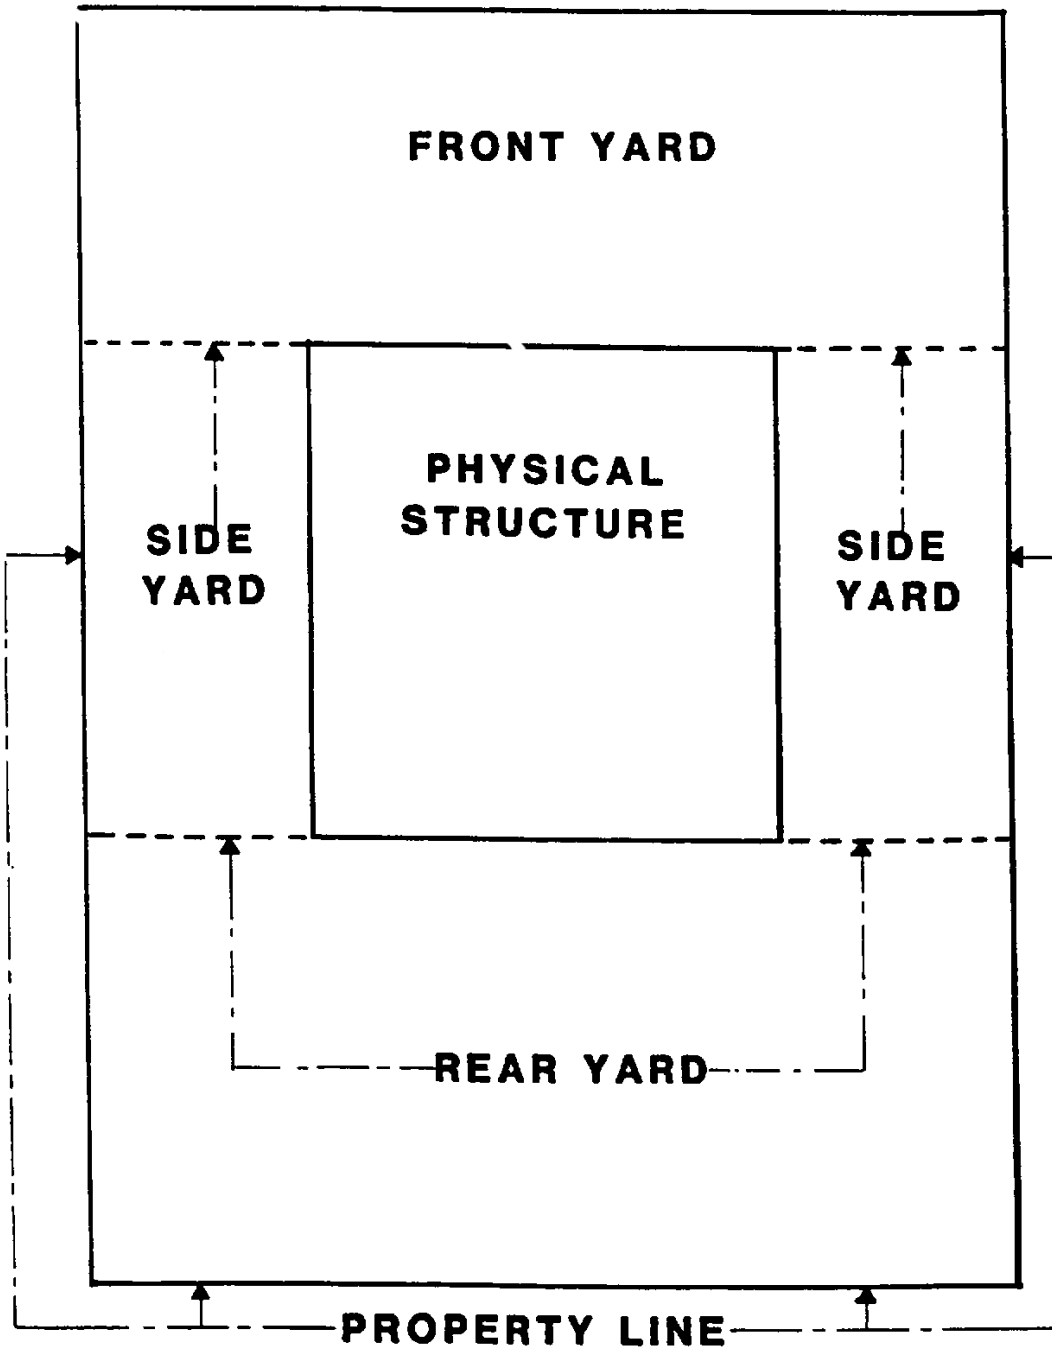 FRONT YARD
PHYSICAL
STRUCTURE
SIDE
YARD
SIDE
YARD
REAR YARD
PROPERTY LINE